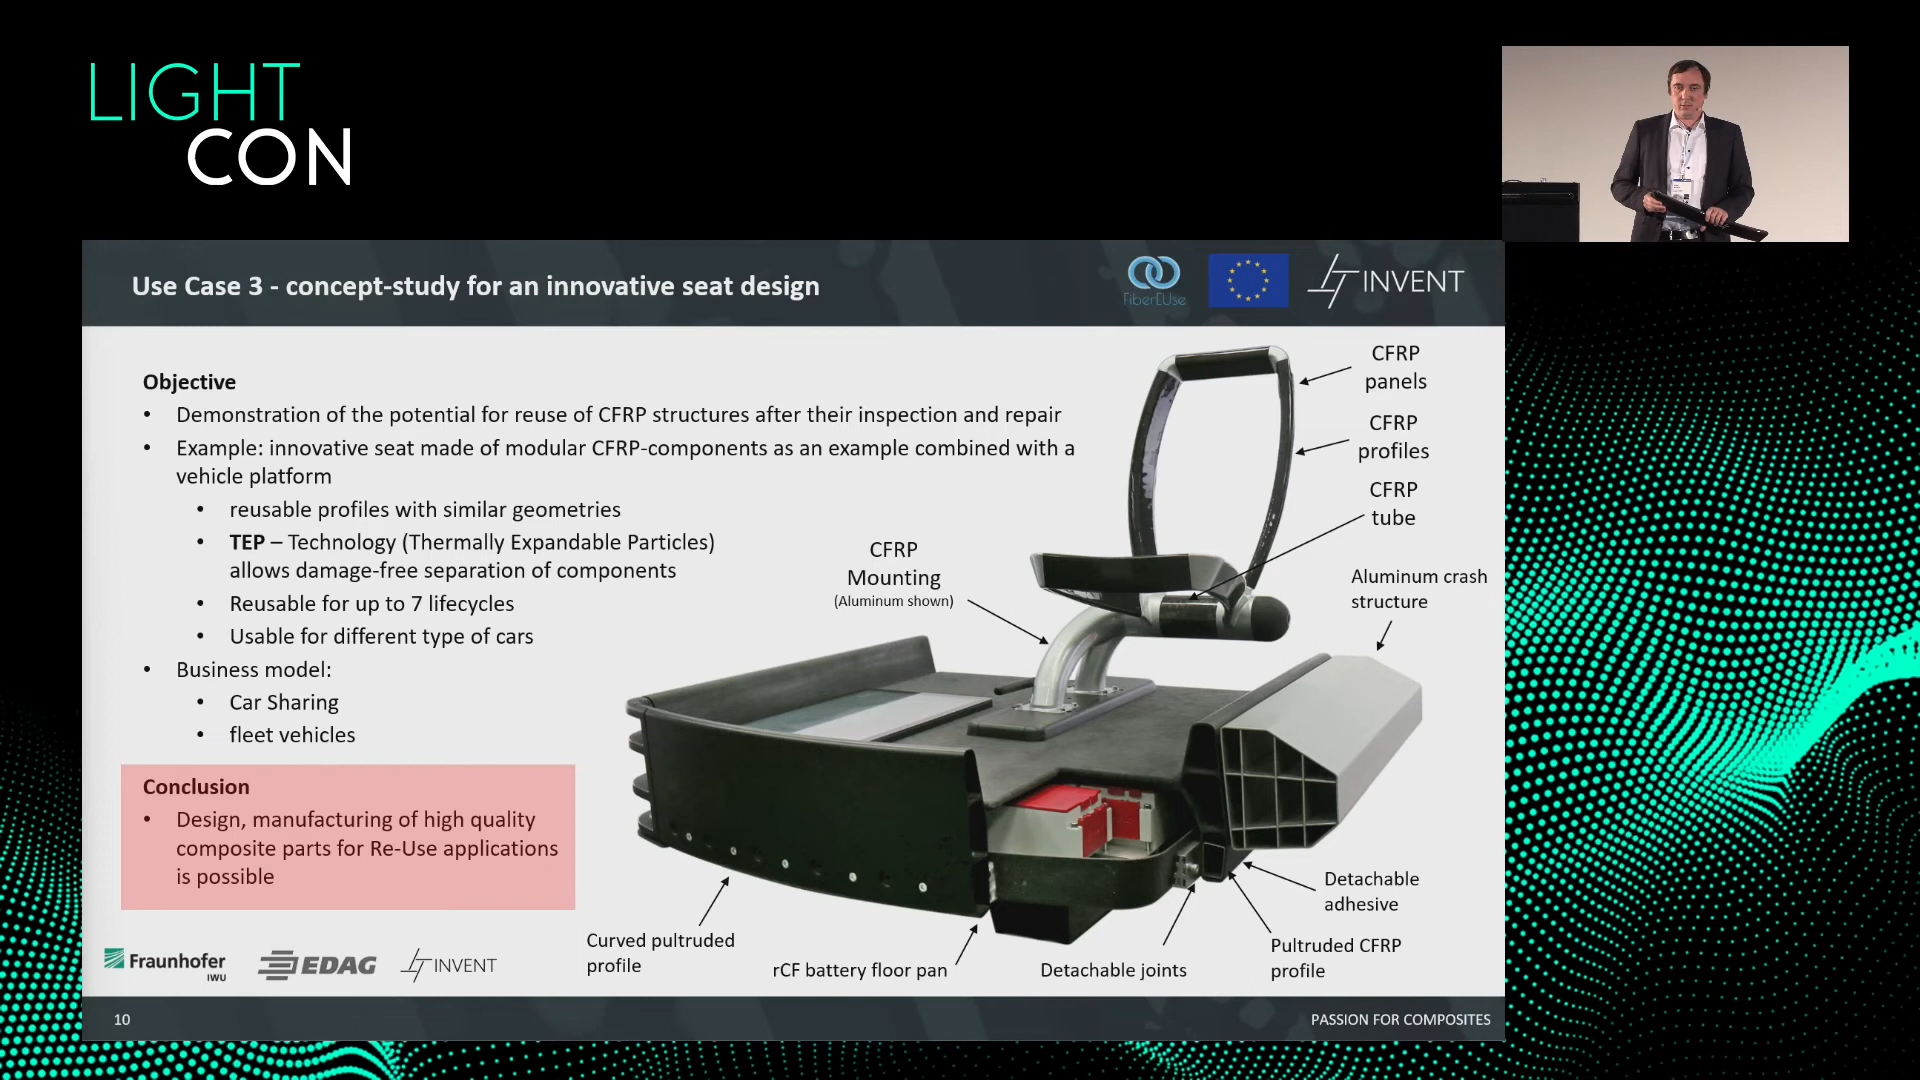 LIGHT
CON
Use Case 3 - concept-study for an innovative seat design
FiberEUse
INVENT
Objective
• Demonstration of the potential for reuse of CFRP structures after their inspection and repair
• Example: innovative seat made of modular CFRP-components as an example combined with a
vehicle platform
• reusable profiles with similar geometries
• TEP – Technology (Thermally Expandable Particles)
allows damage-free separation of components
• Reusable for up to 7 lifecycles
• Usable for different type of cars
• Business model:
• Car Sharing
• fleet vehicles
Conclusion
• Design, manufacturing of high quality
composite parts for Re-Use applications
is possible
CFRP
panels
CFRP
profiles
CFRP
tube
CFRP
Mounting
(Aluminum shown)
Aluminum crash
structure
Detachable
adhesive
Pultruded CFRP
profile
Detachable joints
rCF battery floor pan
Curved pultruded
profile
Fraunhofer
IWU
EDAG
INVENT
10
PASSION FOR COMPOSITES